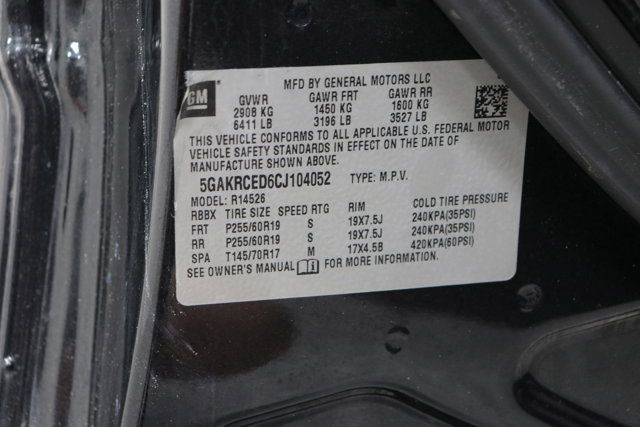 MFD BY GENERAL MOTORS LLC
GM
GVWR GAWR FRT GAWR RR
2908 KG 1450 KG 1600 KG
6411 LB 3196 LB 3527 LB
THIS VEHICLE CONFORMS TO ALL APPLICABLE U.S. FEDERAL MOTOR
VEHICLE SAFETY STANDARDS IN EFFECT ON THE DATE OF
MANUFACTURE SHOWN ABOVE.
5GAKRCED6CJ104052 TYPE: M.P.V.
MODEL: R14526
RBBX TIRE SIZE SPEED RTG RIM COLD TIRE PRESSURE
FRT P255/60R19 S 19X7.5J 240KPA(35PSI)
RR P255/60R19 S 19X7.5J 240KPA(35PSI)
SPA T145/70R17 M 17X4.5B 420KPA(60PSI)
SEE OWNER'S MANUAL FOR MORE INFORMATION.